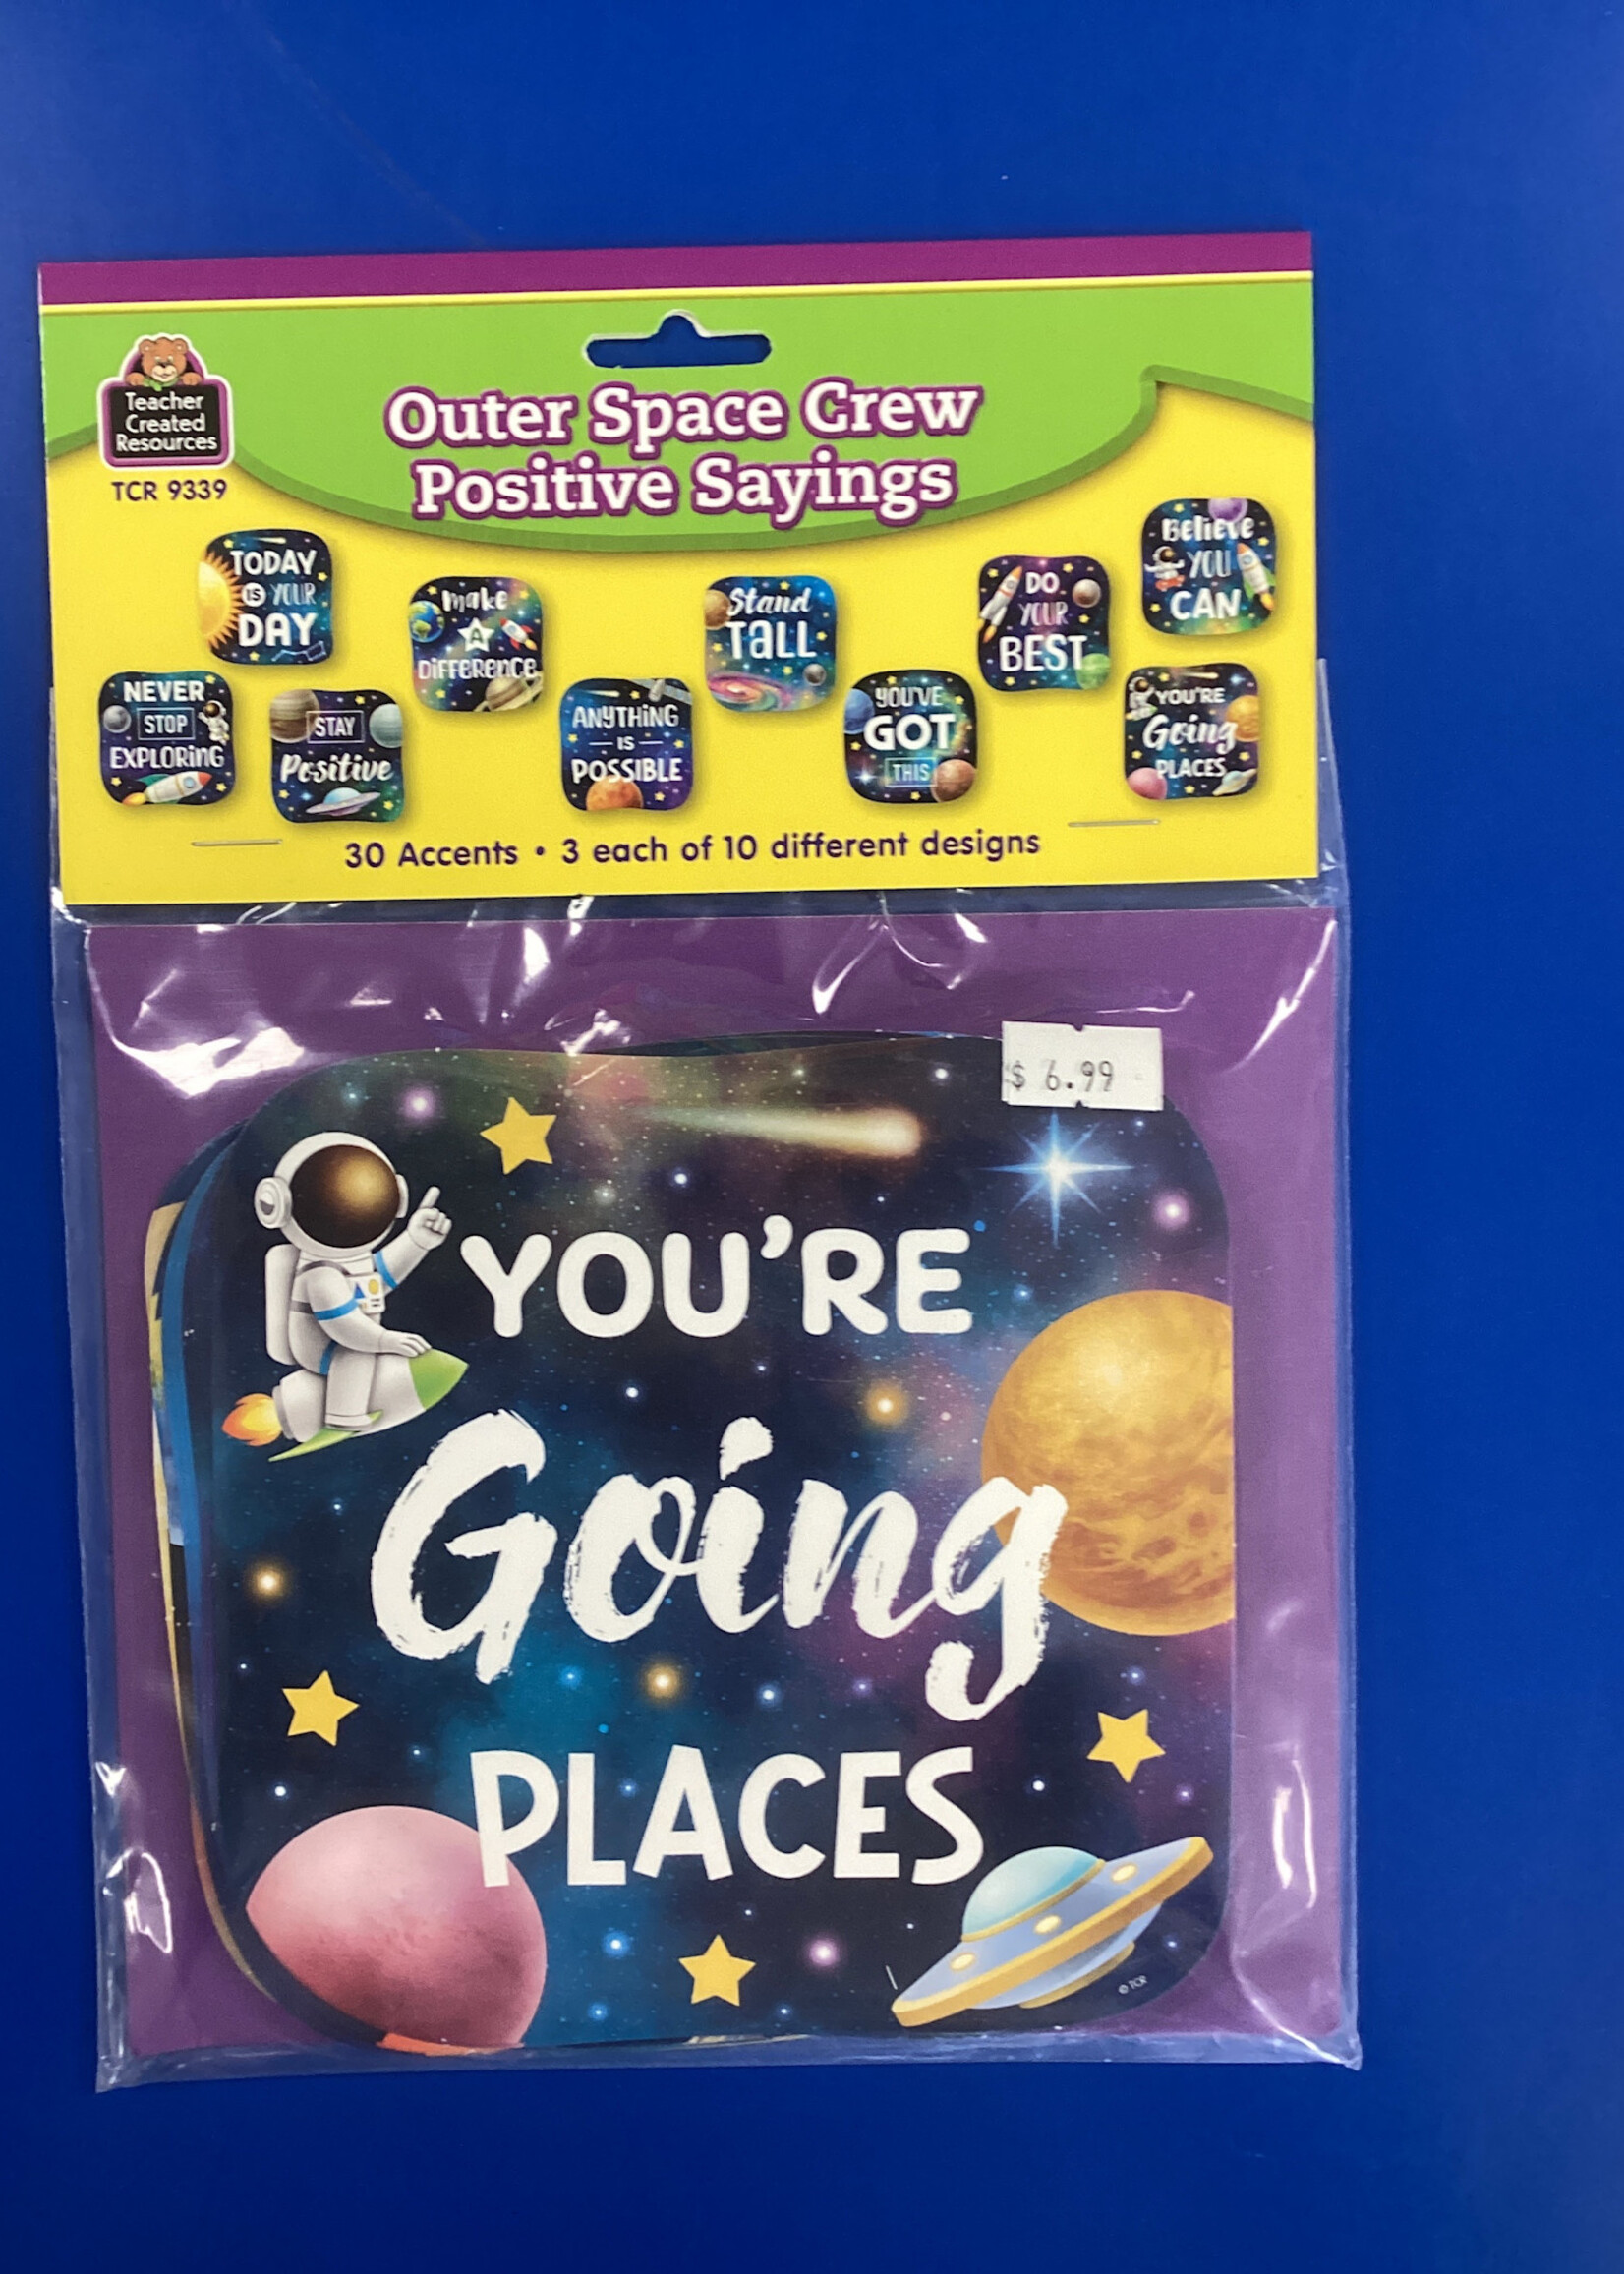 Teacher
Created
Resources
TCR 9339
Outer Space Crew
Positive Sayings
TODAY
IS YOUR
DAY
NEVER
STOP
EXPLORING
STAY
Positive
Make
A
DIFFERENCE
ANYTHING
IS
POSSIBLE
Stand
TALL
YOU'VE
GOT
THIS
DO
YOUR
BEST
Believe
YOU
CAN
YOU'RE
Going
PLACES
30 Accents • 3 each of 10 different designs
$ 6.99
YOU'RE
Going
PLACES
© TCR